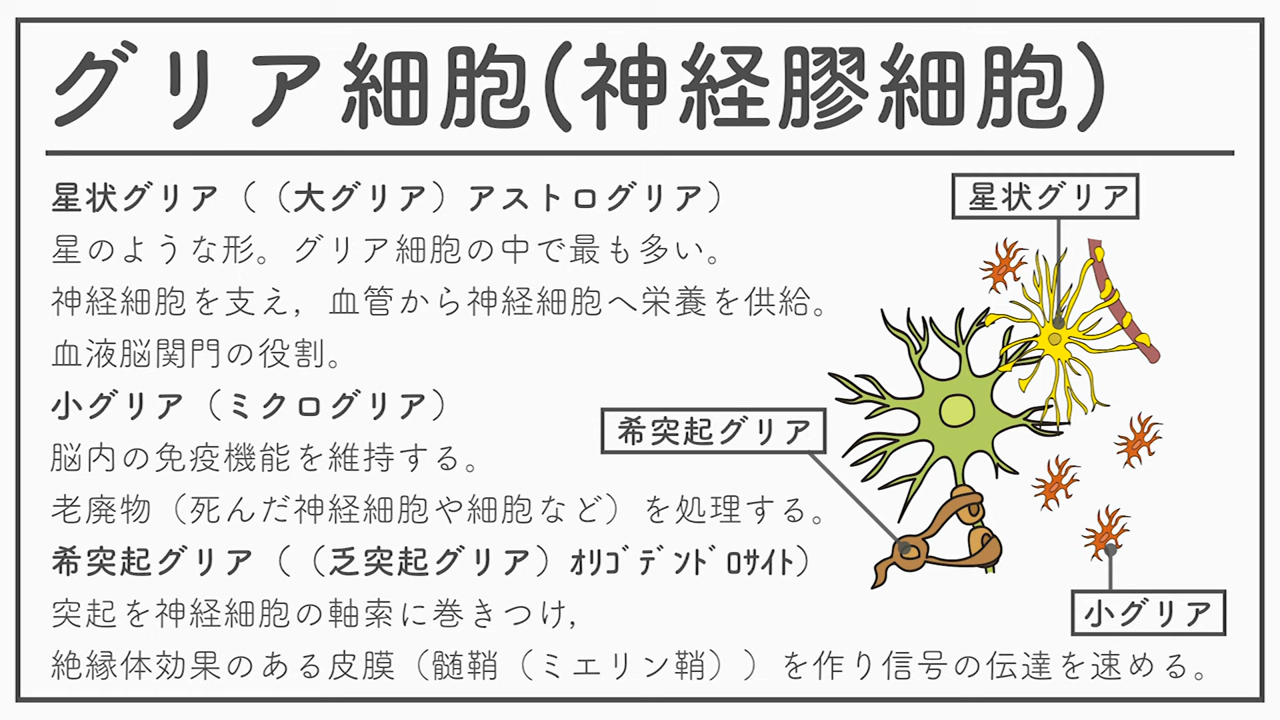 グリア細胞(神経膠細胞)
星状グリア（（大グリア）アストログリア）
星のような形。グリア細胞の中で最も多い。
神経細胞を支え，血管から神経細胞へ栄養を供給。
血液脳関門の役割。
小グリア（ミクログリア）
脳内の免疫機能を維持する。
老廃物（死んだ神経細胞や細胞など）を処理する。
希突起グリア（（乏突起グリア）ｵﾘｺﾞﾃﾞﾝﾄﾞﾛｻｲﾄ）
突起を神経細胞の軸索に巻きつけ，
絶縁体効果のある皮膜（髄鞘（ミエリン鞘））を作り信号の伝達を速める。
星状グリア
希突起グリア
小グリア